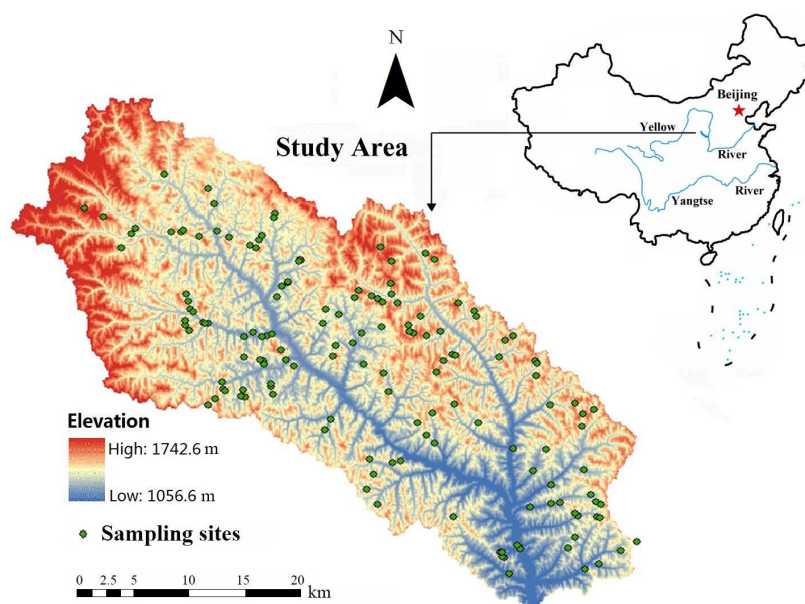 N
Study Area
Beijing
Yellow
River
River
Yangtse
Elevation
High: 1742.6 m
Low: 1056.6 m
Sampling sites
0 2.5 5 10 15 20
km